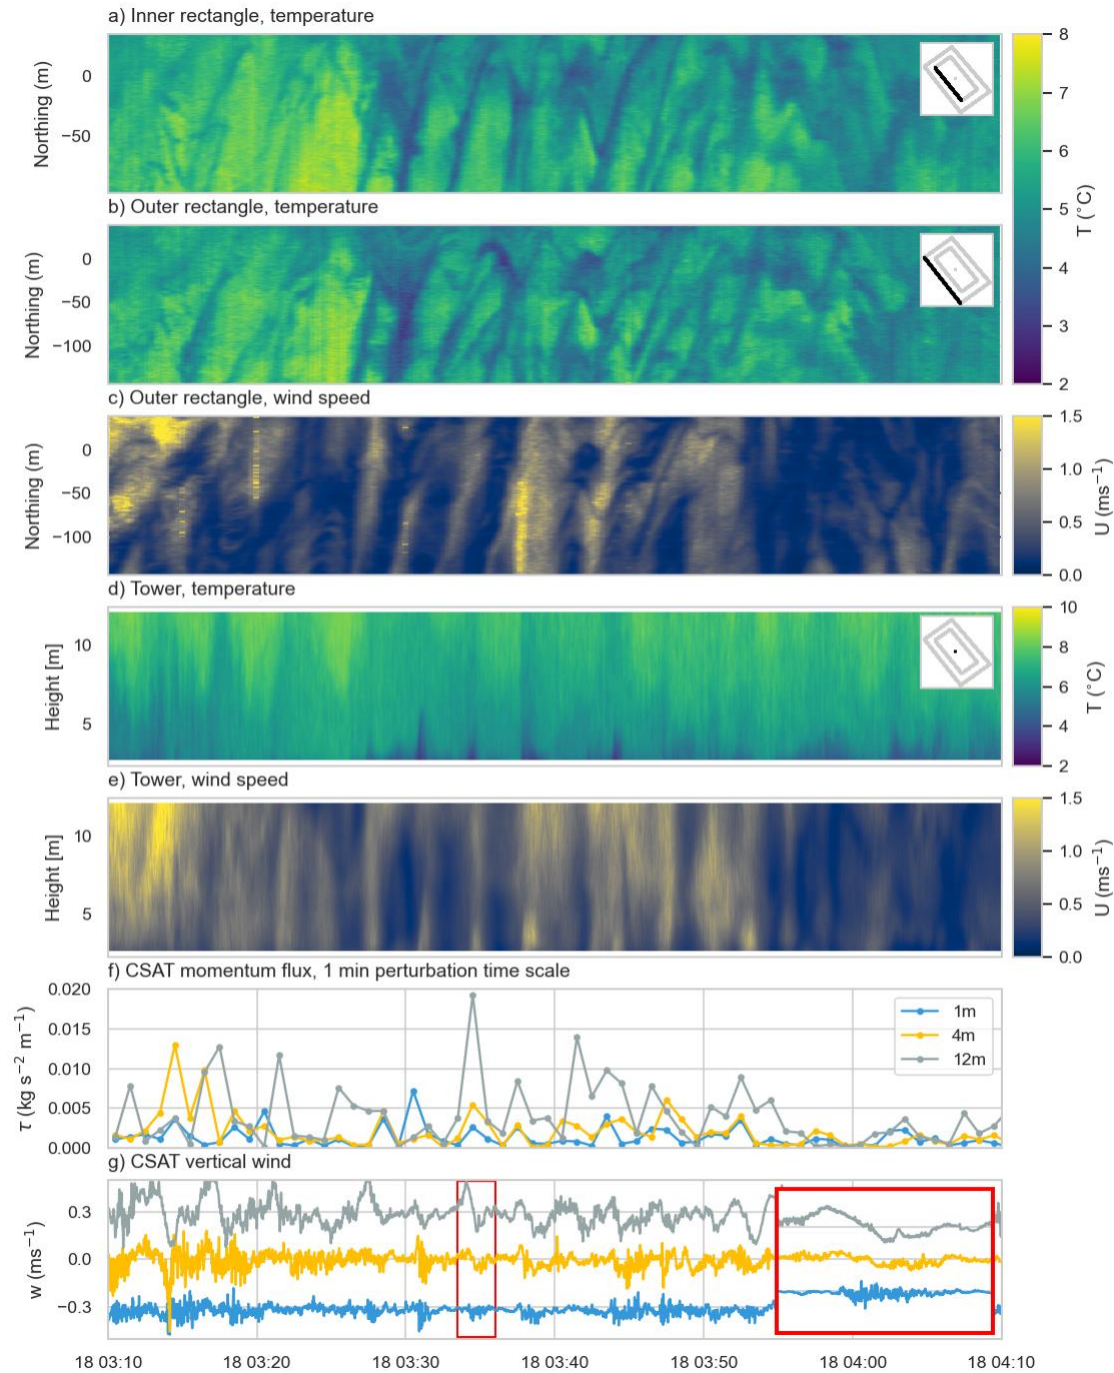 a) Inner rectangle, temperature
Northing (m)
0
−50
8
7
6
5
4
3
2
T (°C)
b) Outer rectangle, temperature
Northing (m)
0
−50
−100
c) Outer rectangle, wind speed
Northing (m)
0
−50
−100
1.5
1.0
0.5
0.0
U (ms⁻¹)
d) Tower, temperature
Height [m]
10
5
10
8
6
4
2
T (°C)
e) Tower, wind speed
Height [m]
10
5
1.5
1.0
0.5
0.0
U (ms⁻¹)
f) CSAT momentum flux, 1 min perturbation time scale
τ (kg s⁻² m⁻¹)
0.020
0.015
0.010
0.005
0.000
1m
4m
12m
g) CSAT vertical wind
w (ms⁻¹)
0.3
0.0
−0.3
18 03:10 18 03:20 18 03:30 18 03:40 18 03:50 18 04:00 18 04:10